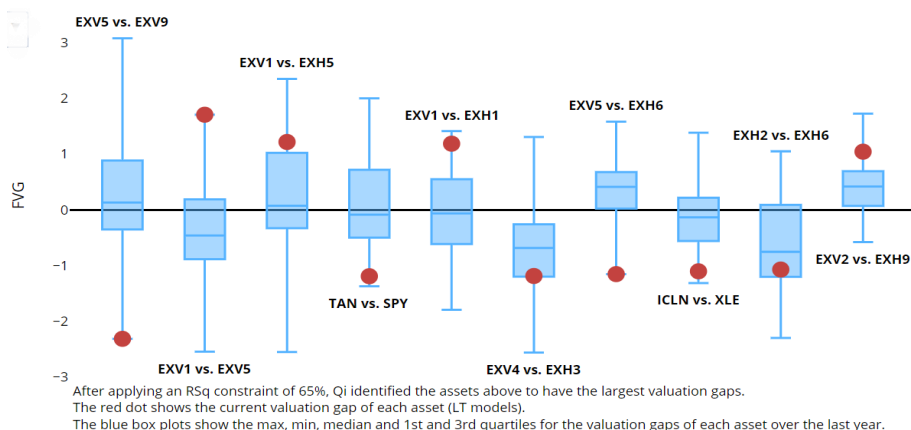 EXV5 vs. EXV9
3
EXV1 vs. EXH5
2
EXV5 vs. EXH6
EXV1 vs. EXH1
EXH2 vs. EXH6
1
FVG
0
EXV2 vs. EXH9
−1
TAN vs. SPY
ICLN vs. XLE
−2
EXV1 vs. EXV5
EXV4 vs. EXH3
−3
After applying an RSq constraint of 65%, Qi identified the assets above to have the largest valuation gaps.
The red dot shows the current valuation gap of each asset (LT models).
The blue box plots show the max, min, median and 1st and 3rd quartiles for the valuation gaps of each asset over the last year.